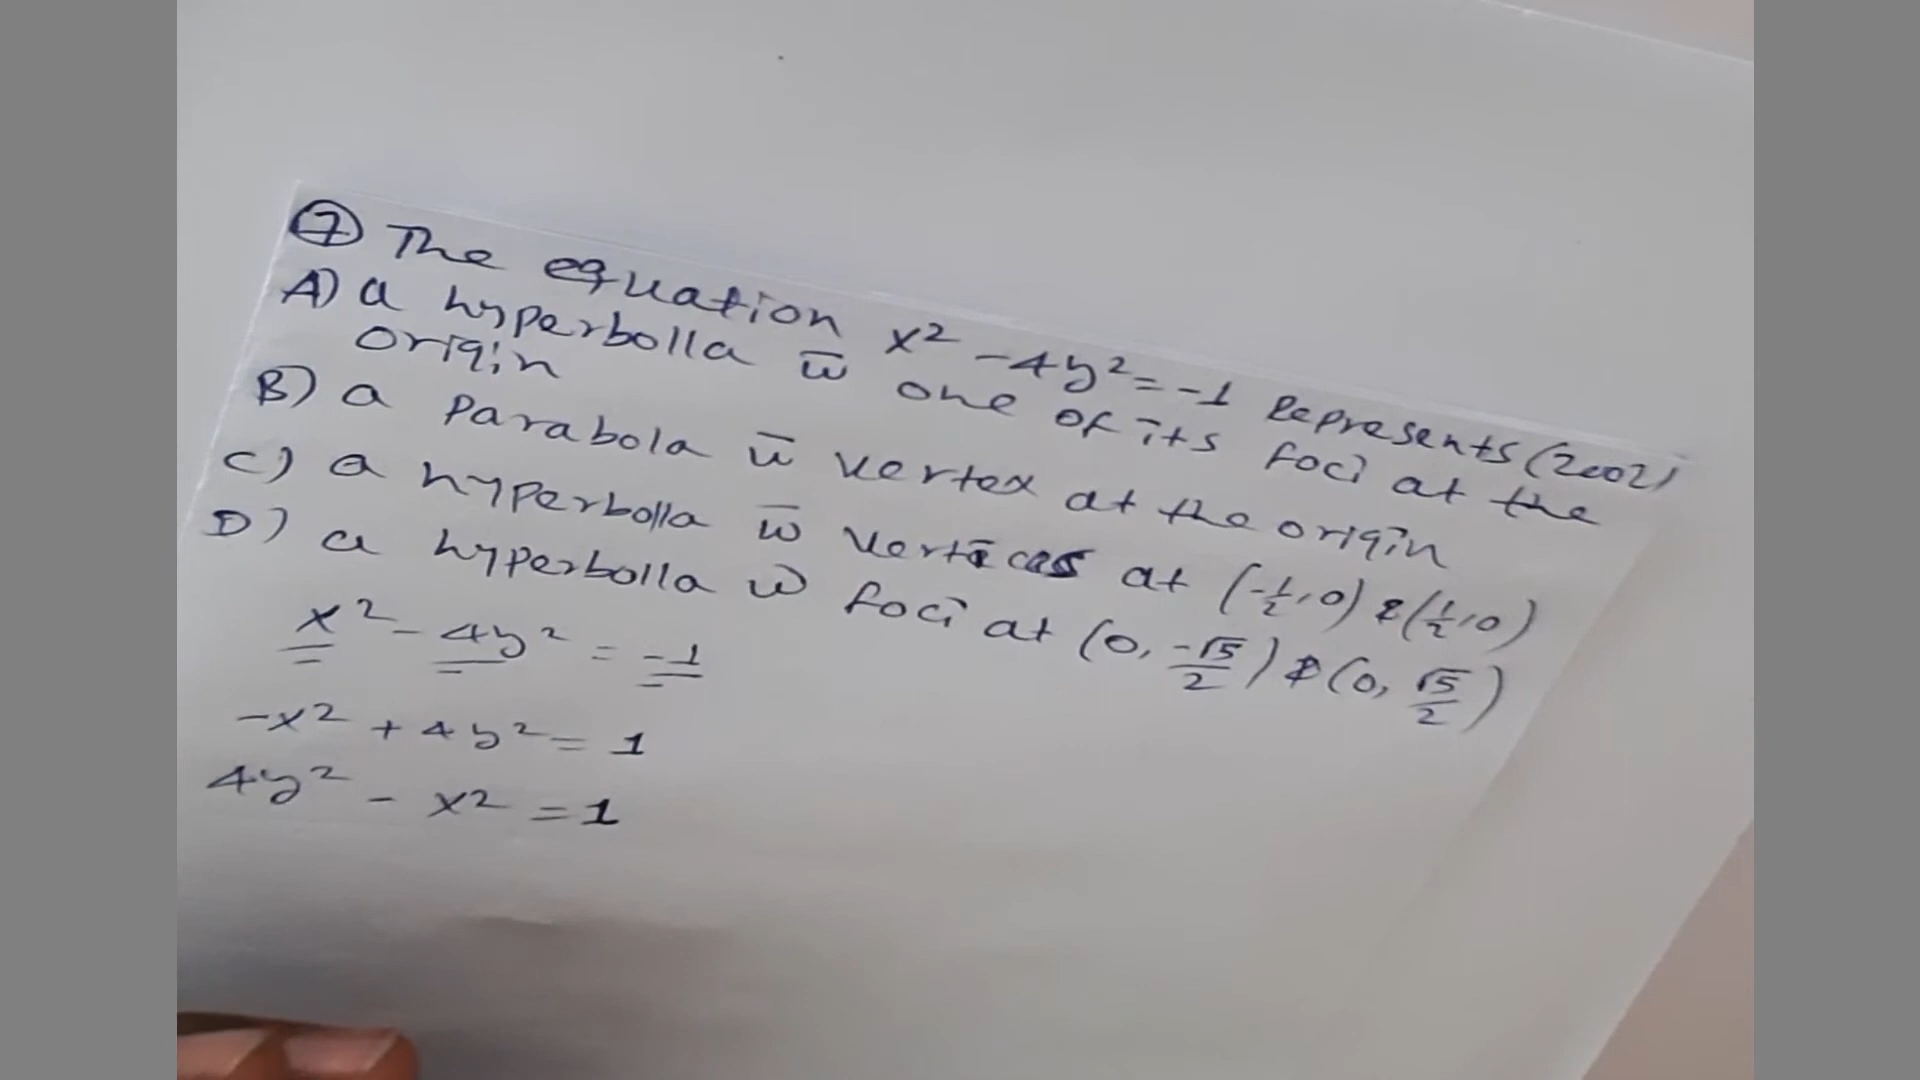 ⑦ The equation x² - 4y² = -1 Represents (2002)
A) a hyperbolla w̅ one of its foci at the
origin
B) a parabola w̅ vertex at the origin
C) a hyperbolla w̅ vertices at (-1/2, 0) & (1/2, 0)
D) a hyperbolla w̅ foci at (0, -√5/2) & (0, √5/2)
x² - 4y² = -1
-x² + 4y² = 1
4y² - x² = 1